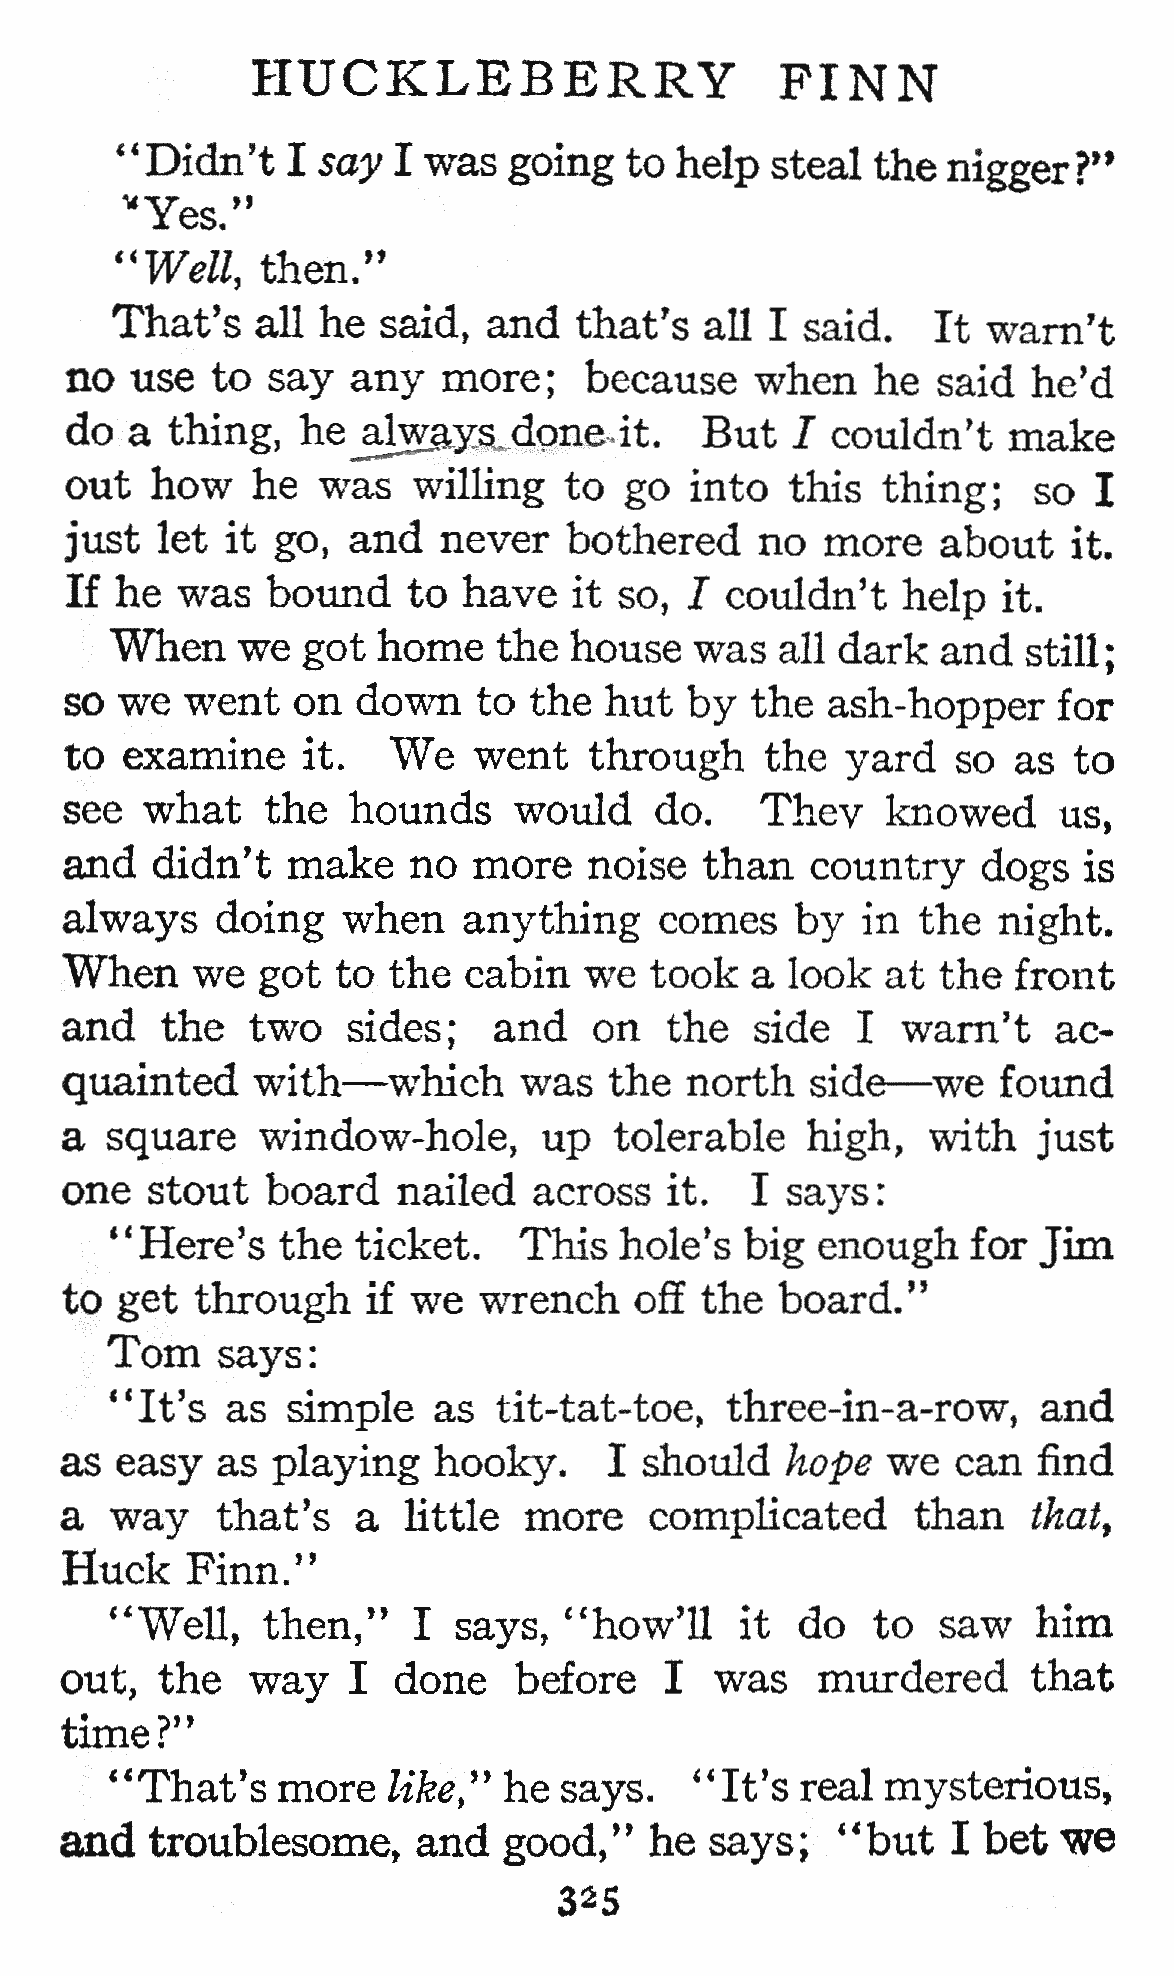 HUCKLEBERRY FINN
“Didn’t I say I was going to help steal the nigger?”
“Yes.”
“Well, then.”
That’s all he said, and that’s all I said. It warn’t
no use to say any more; because when he said he’d
do a thing, he always done it. But I couldn’t make
out how he was willing to go into this thing; so I
just let it go, and never bothered no more about it.
If he was bound to have it so, I couldn’t help it.
When we got home the house was all dark and still;
so we went on down to the hut by the ash-hopper for
to examine it. We went through the yard so as to
see what the hounds would do. They knowed us,
and didn’t make no more noise than country dogs is
always doing when anything comes by in the night.
When we got to the cabin we took a look at the front
and the two sides; and on the side I warn’t ac-
quainted with—which was the north side—we found
a square window-hole, up tolerable high, with just
one stout board nailed across it. I says:
“Here’s the ticket. This hole’s big enough for Jim
to get through if we wrench off the board.”
Tom says:
“It’s as simple as tit-tat-toe, three-in-a-row, and
as easy as playing hooky. I should hope we can find
a way that’s a little more complicated than that,
Huck Finn.”
“Well, then,” I says, “how’ll it do to saw him
out, the way I done before I was murdered that
time?”
“That’s more like,” he says. “It’s real mysterious,
and troublesome, and good,” he says; “but I bet we
325